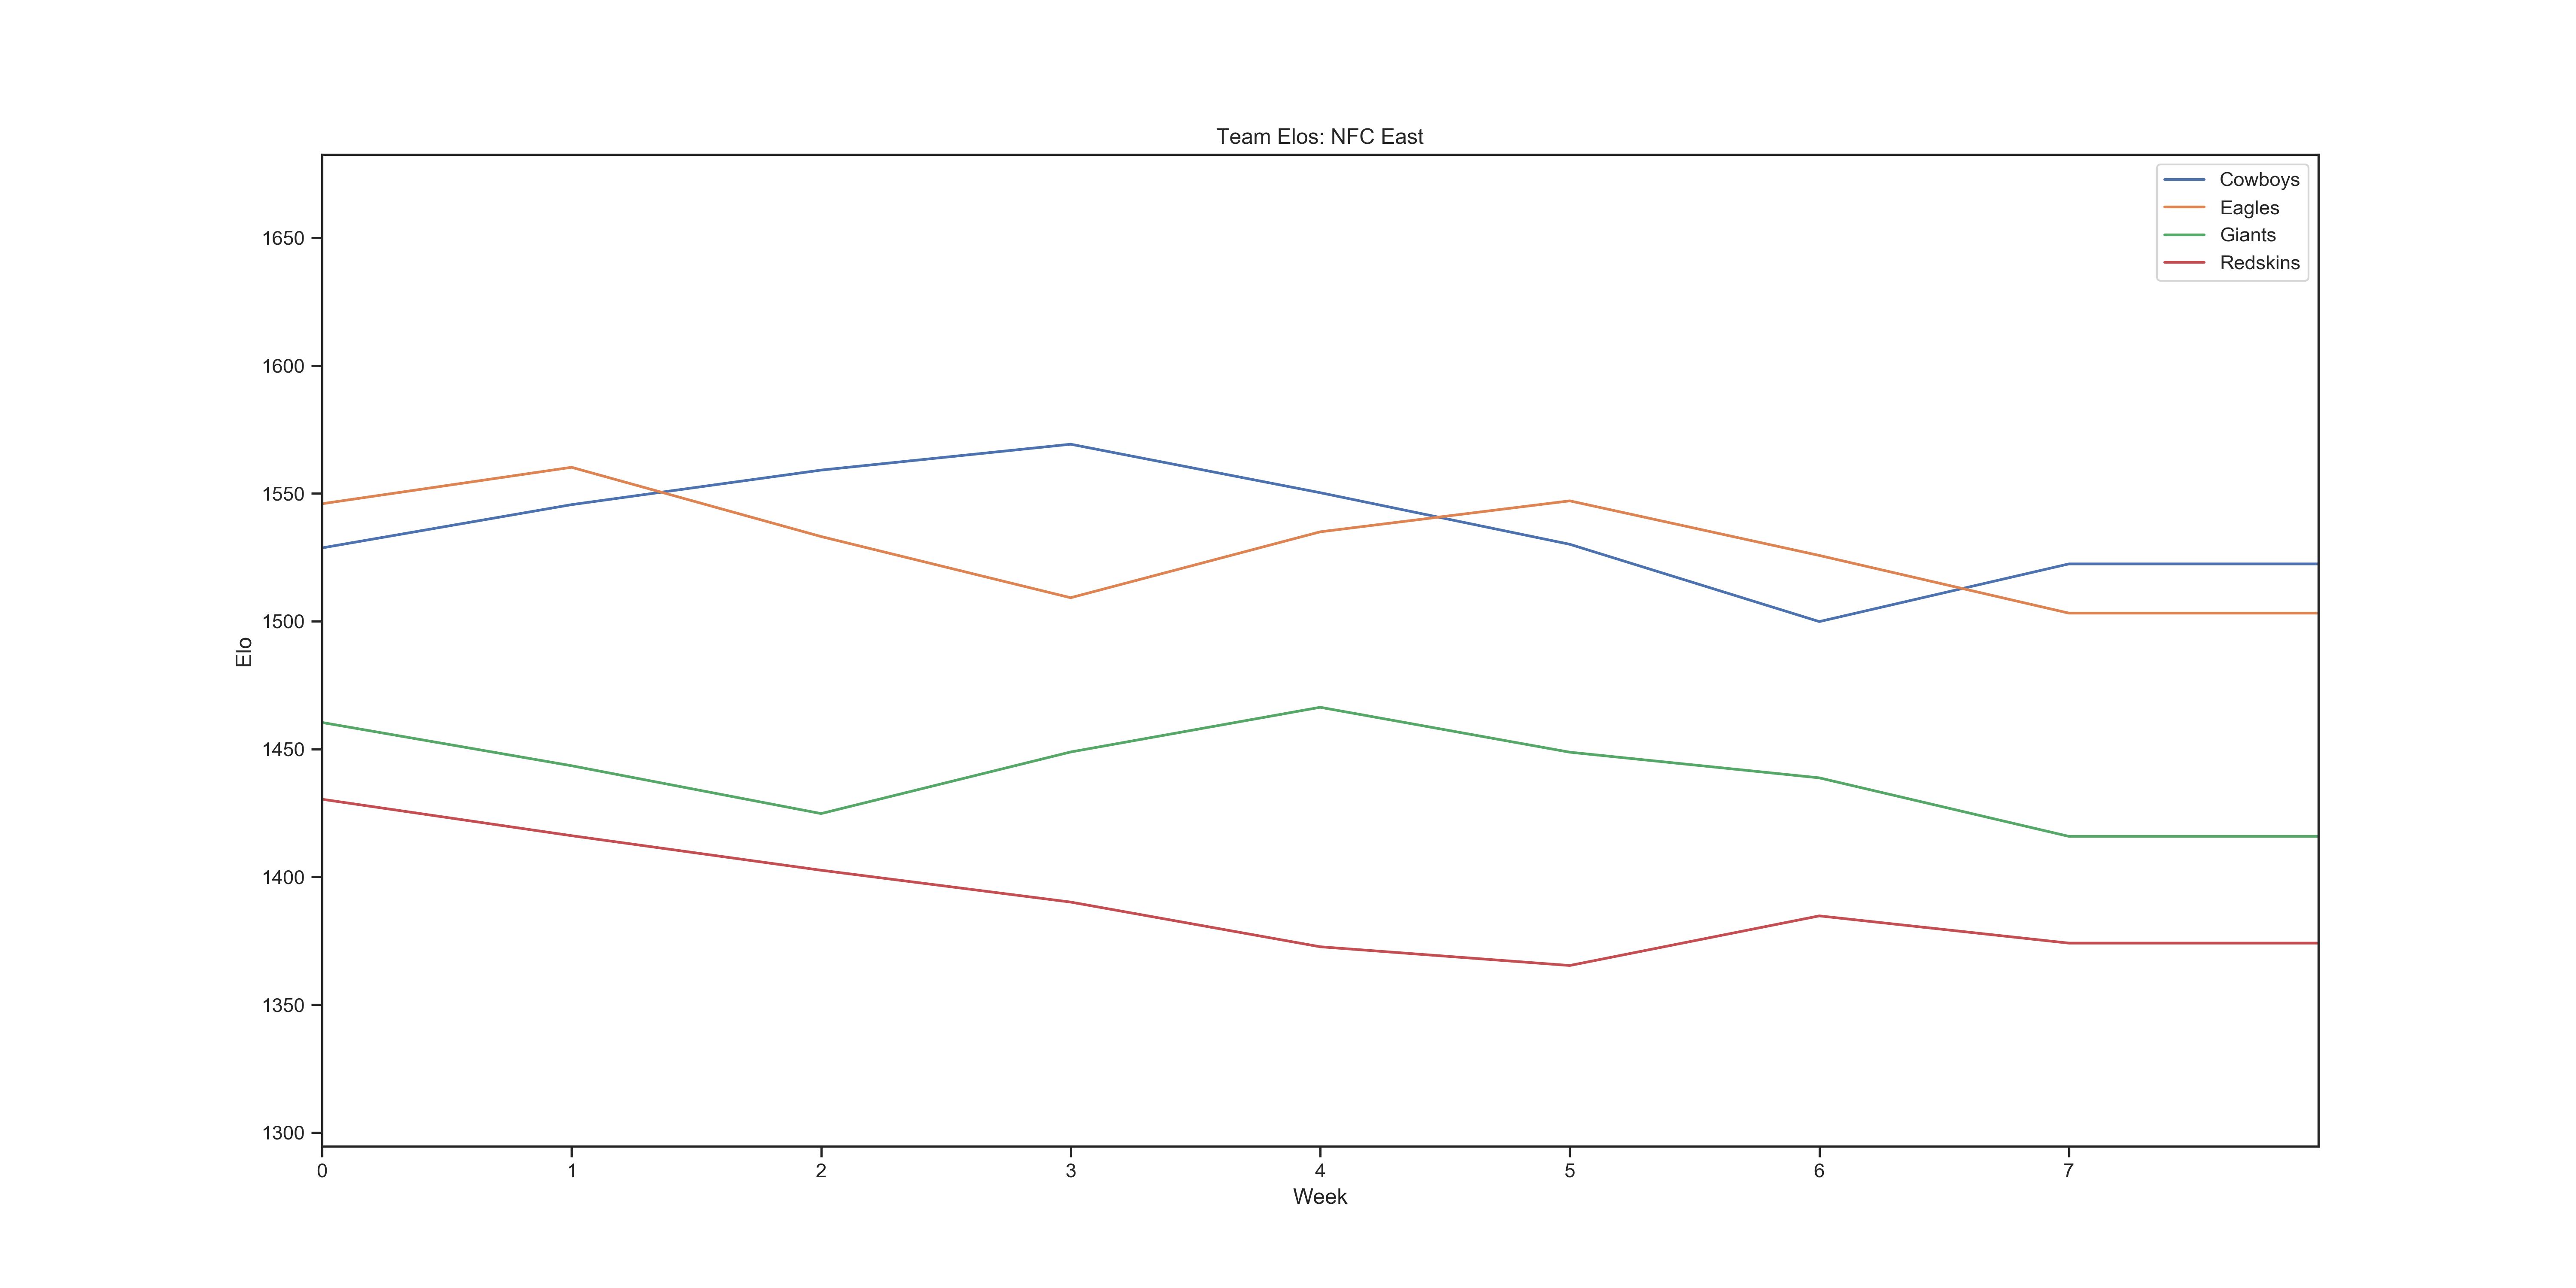 Team Elos: NFC East
Cowboys
Eagles
Giants
Redskins
1650
1600
1550
1500
1450
1400
1350
1300
Elo
0 1 2 3 4 5 6 7
Week